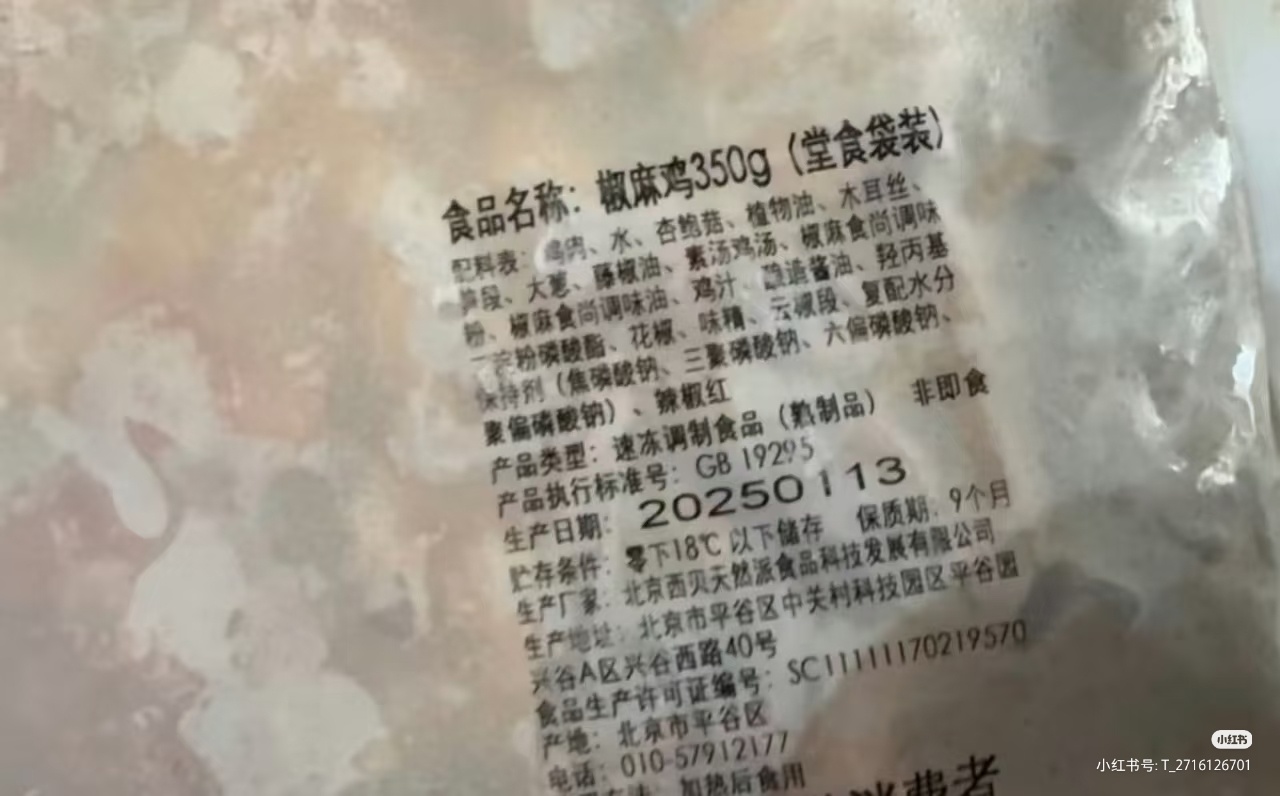 食品名称：椒麻鸡350g（堂食袋装）
配料表：鸡肉、水、杏鲍菇、植物油、木耳丝、
笋段、大葱、藤椒油、素汤鸡汤、椒麻食尚调味
粉、椒麻食尚调味油、鸡汁、酿造酱油、羟丙基
二淀粉磷酸酯、花椒、味精、云椒段、复配水分
保持剂（焦磷酸钠、三聚磷酸钠、六偏磷酸钠、
聚偏磷酸钠）、辣椒红
产品类型：速冻调制食品（熟制品） 非即食
产品执行标准号：GB 19295
生产日期：20250113
贮存条件：零下18℃ 以下储存 保质期：9个月
生产厂家：北京西贝天然派食品科技发展有限公司
生产地址：北京市平谷区中关村科技园区平谷园
兴谷A区兴谷西路40号
食品生产许可证编号：SC11111170219570
产地：北京市平谷区
电话：010-57912177
加热后食用
消费者
小红书
小红书号: T_2716126701